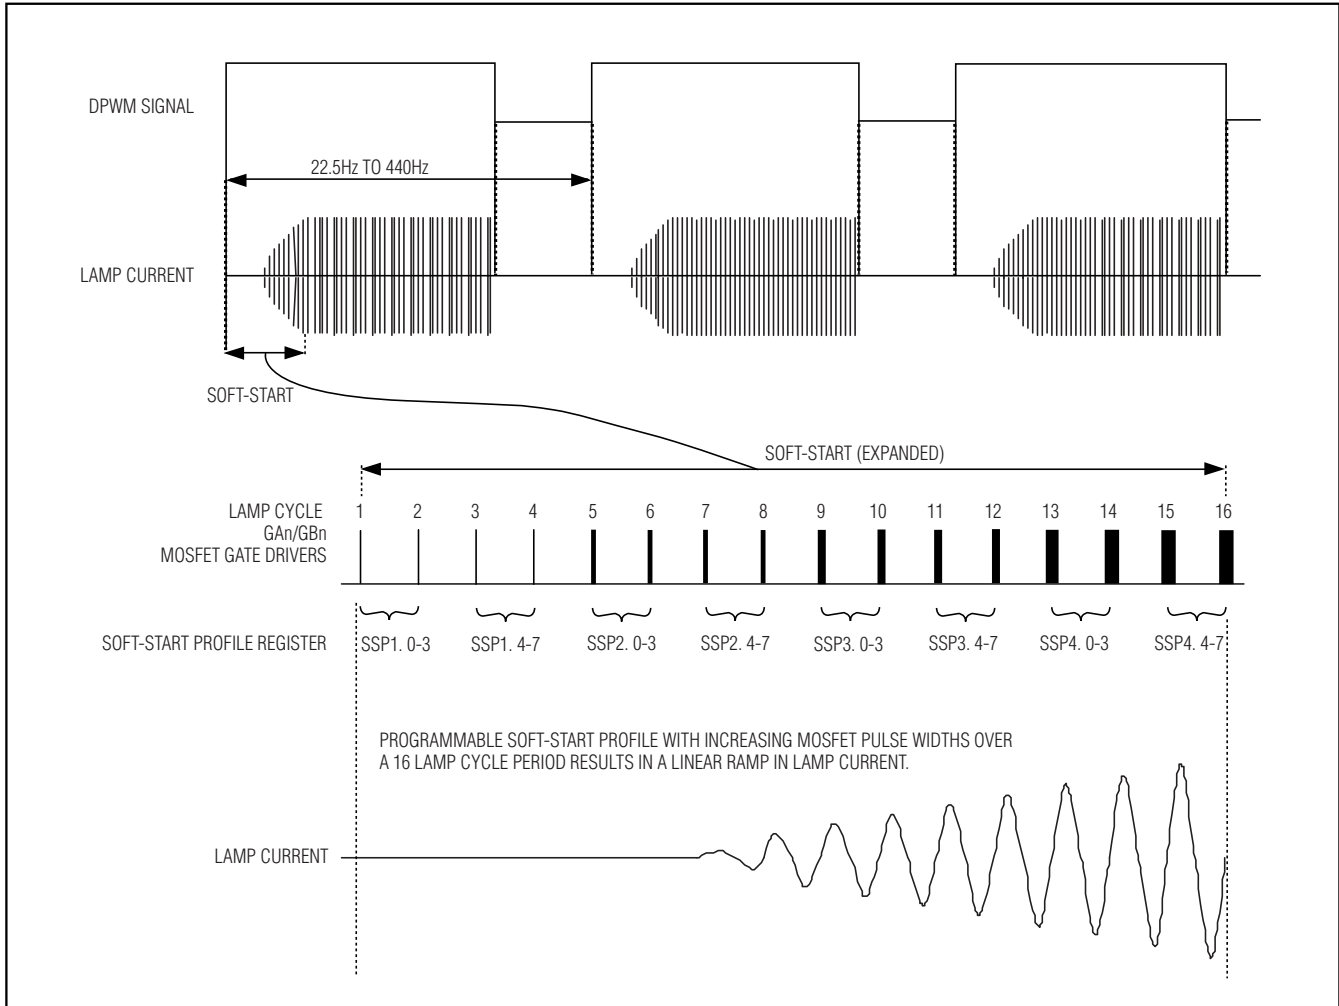 DPWM SIGNAL
22.5Hz TO 440Hz
LAMP CURRENT
SOFT-START
SOFT-START (EXPANDED)
LAMP CYCLE 1 2 3 4 5 6 7 8 9 10 11 12 13 14 15 16
GAn/GBn
MOSFET GATE DRIVERS
SOFT-START PROFILE REGISTER SSP1. 0-3 SSP1. 4-7 SSP2. 0-3 SSP2. 4-7 SSP3. 0-3 SSP3. 4-7 SSP4. 0-3 SSP4. 4-7
PROGRAMMABLE SOFT-START PROFILE WITH INCREASING MOSFET PULSE WIDTHS OVER
A 16 LAMP CYCLE PERIOD RESULTS IN A LINEAR RAMP IN LAMP CURRENT.
LAMP CURRENT